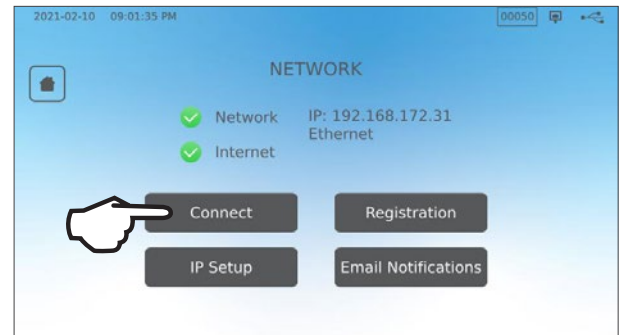 2021-02-10 09:01:35 PM 00050
NETWORK
Network IP: 192.168.172.31
Ethernet
Internet
Connect Registration
IP Setup Email Notifications